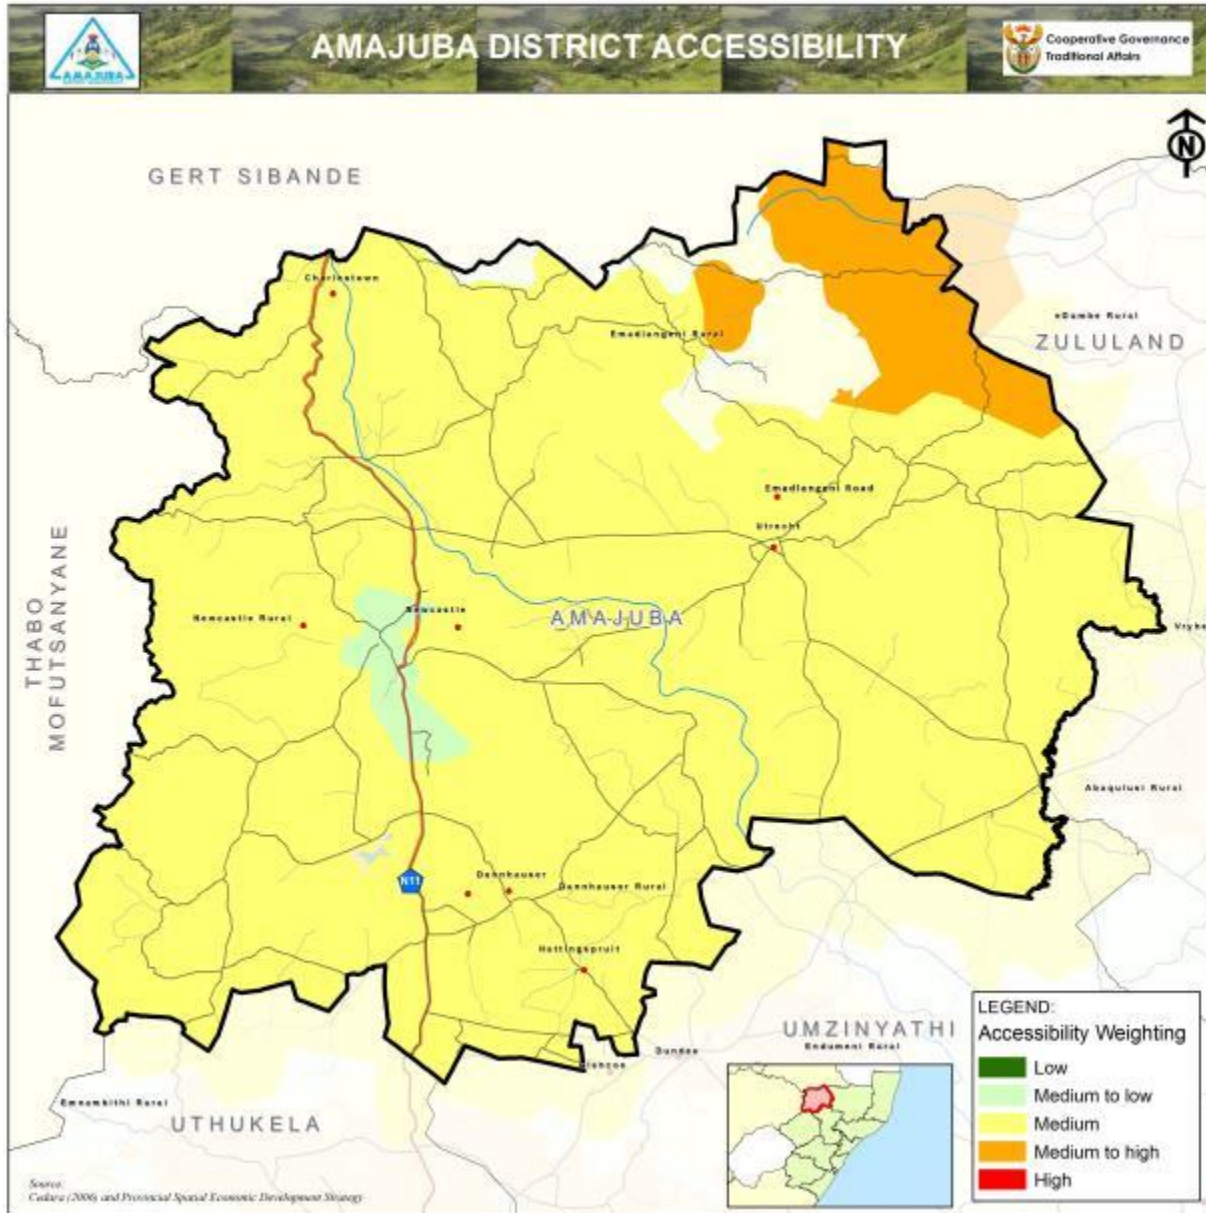 AMAJUBA DISTRICT ACCESSIBILITY
AMAJUBA
Cooperative Governance
Traditional Affairs
N
GERT SIBANDE
Charlestown
eDumbe Rural
Emadlangeni Rural
ZULULAND
Emadlangeni Road
Utrecht
THABO
MOFUTSANYANE
Newcastle Rural
Newcastle
AMAJUBA
Abaqulusi Rural
N11
Dannhauser
Dannhauser Rural
Hattingspruit
UMZINYATHI
Endumeni Rural
Dundee
Emnambithi Rural
UTHUKELA
LEGEND:
Accessibility Weighting
Low
Medium to low
Medium
Medium to high
High
Source:
Cedara (2006) and Provincial Spatial Economic Development Strategy